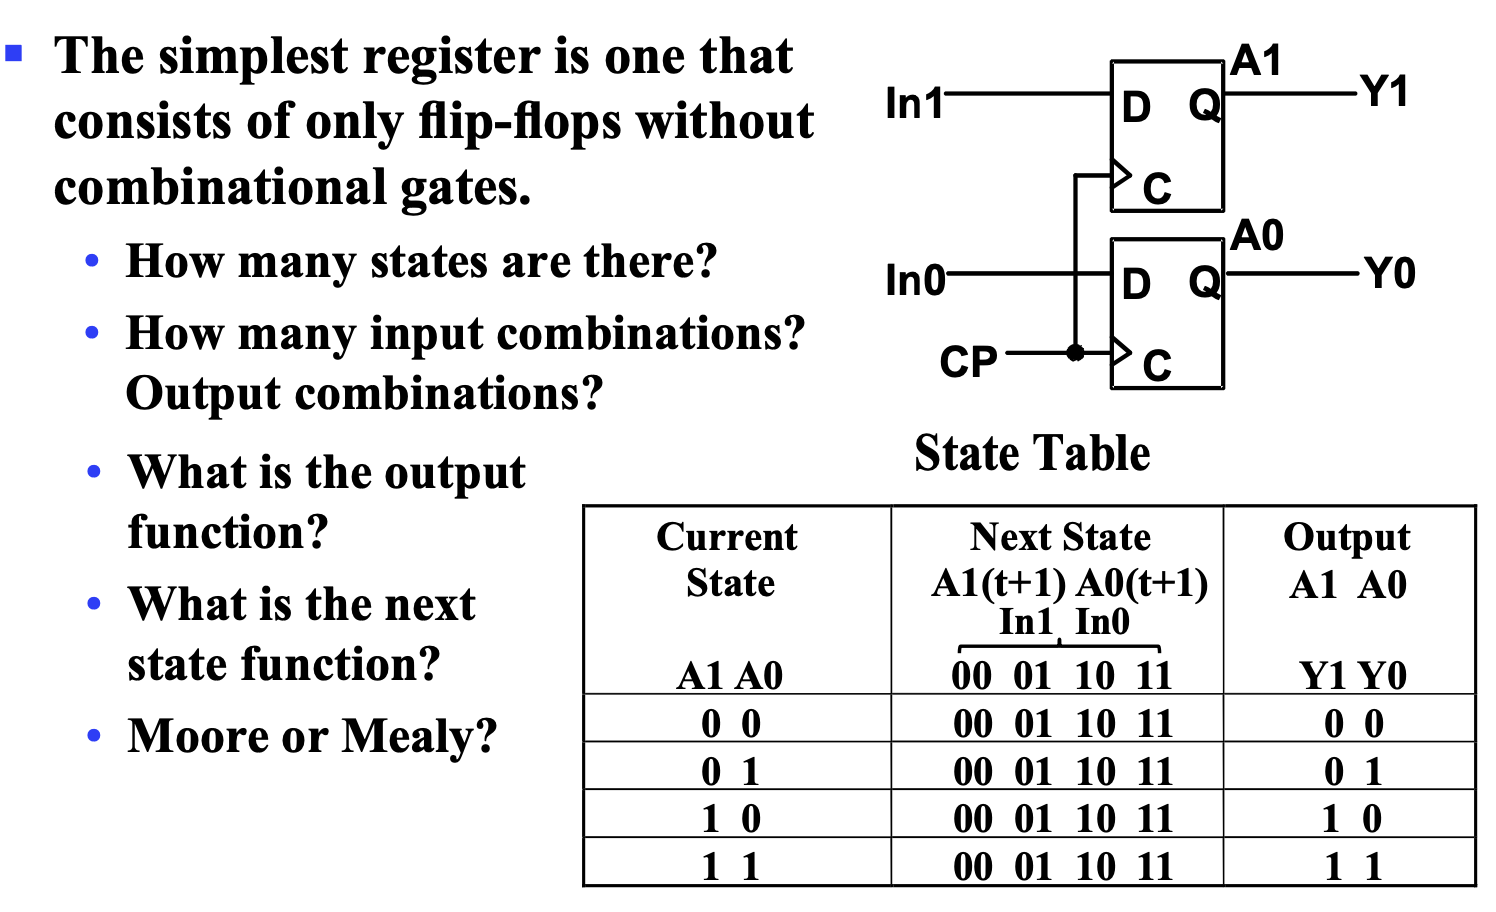 The simplest register is one that
consists of only flip-flops without
combinational gates.
How many states are there?
How many input combinations?
Output combinations?
What is the output
function?
What is the next
state function?
Moore or Mealy?
A1
In1 D Q Y1
C
A0
In0 D Q Y0
CP C
State Table
Current Next State Output
State A1(t+1) A0(t+1) A1 A0
In1 In0
A1 A0 00 01 10 11 Y1 Y0
0 0 00 01 10 11 0 0
0 1 00 01 10 11 0 1
1 0 00 01 10 11 1 0
1 1 00 01 10 11 1 1